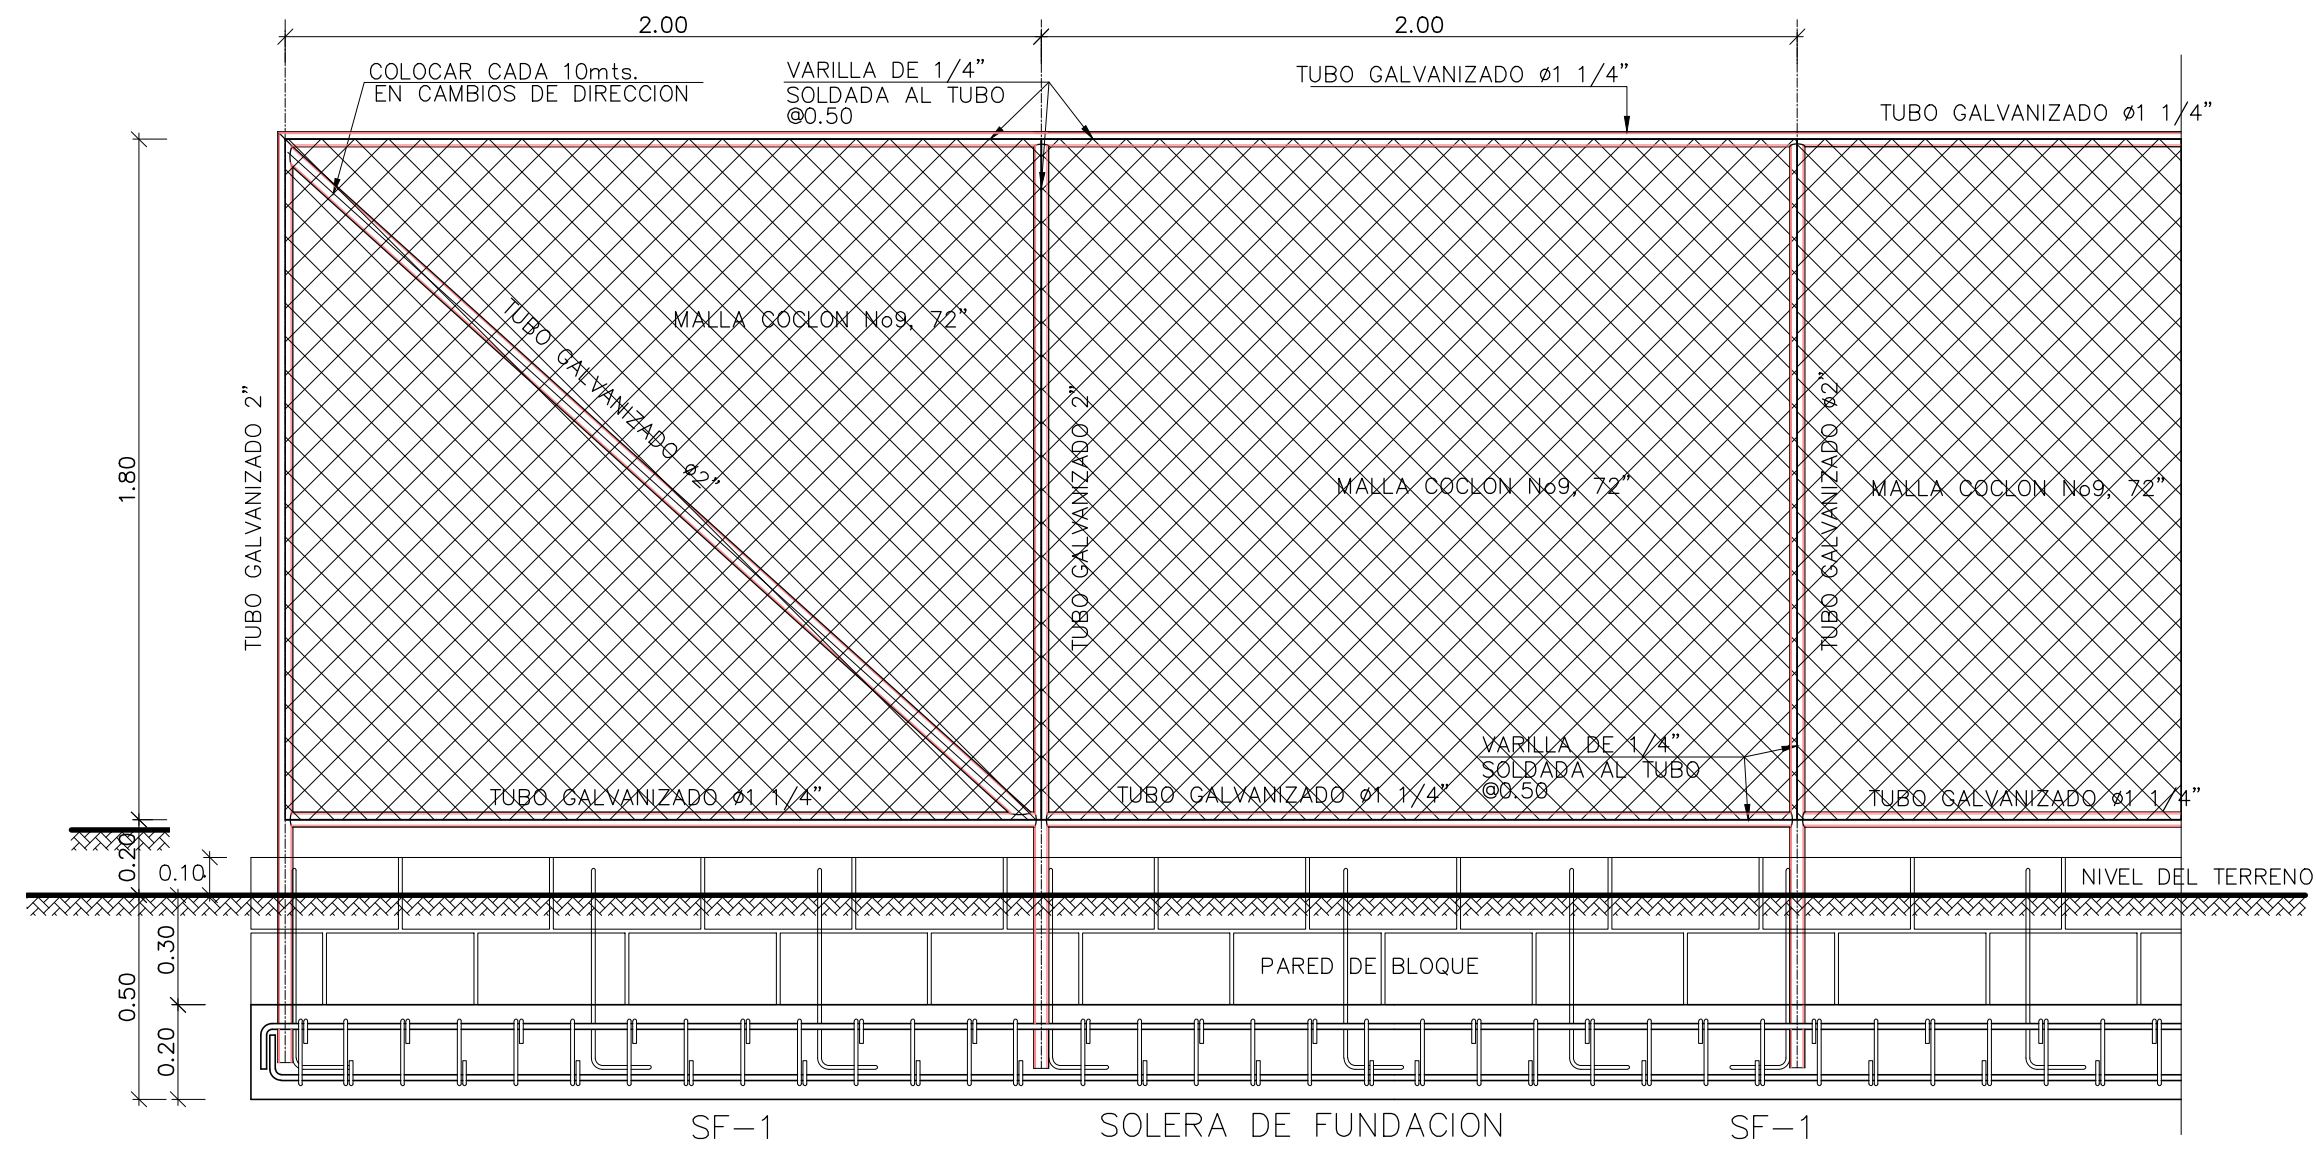 2.00
2.00
COLOCAR CADA 10mts.
EN CAMBIOS DE DIRECCION
VARILLA DE 1/4”
SOLDADA AL TUBO
@0.50
TUBO GALVANIZADO ø1 1/4”
TUBO GALVANIZADO ø1 1/4”
1.80
TUBO GALVANIZADO 2”
TUBO GALVANIZADO ø2”
MALLA COCLON No9, 72”
TUBO GALVANIZADO 2”
MALLA COCLON No9, 72”
TUBO GALVANIZADO ø2”
MALLA COCLON No9, 72”
VARILLA DE 1/4”
SOLDADA AL TUBO
@0.50
TUBO GALVANIZADO ø1 1/4”
TUBO GALVANIZADO ø1 1/4”
TUBO GALVANIZADO ø1 1/4”
0.20
0.10
NIVEL DEL TERRENO
0.30
0.50
0.20
PARED DE BLOQUE
SF-1
SOLERA DE FUNDACION
SF-1